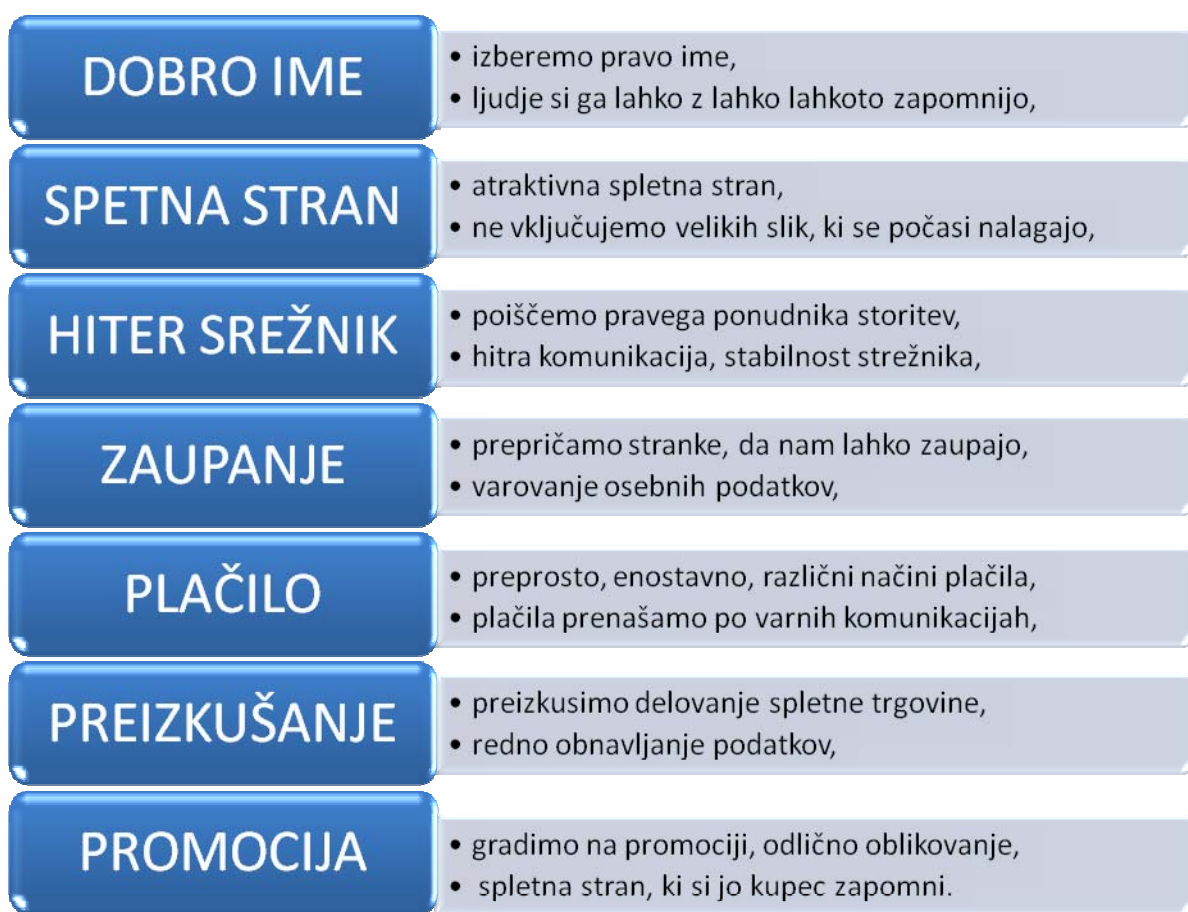 DOBRO IME
• izberemo pravo ime,
• ljudje si ga lahko z lahko lahkoto zapomnijo,
SPETNA STRAN
• atraktivna spletna stran,
• ne vključujemo velikih slik, ki se počasi nalagajo,
HITER SREŽNIK
• poiščemo pravega ponudnika storitev,
• hitra komunikacija, stabilnost strežnika,
ZAUPANJE
• prepričamo stranke, da nam lahko zaupajo,
• varovanje osebnih podatkov,
PLAČILO
• preprosto, enostavno, različni načini plačila,
• plačila prenašamo po varnih komunikacijah,
PREIZKUŠANJE
• preizkusimo delovanje spletne trgovine,
• redno obnavljanje podatkov,
PROMOCIJA
• gradimo na promociji, odlično oblikovanje,
• spletna stran, ki si jo kupec zapomni.